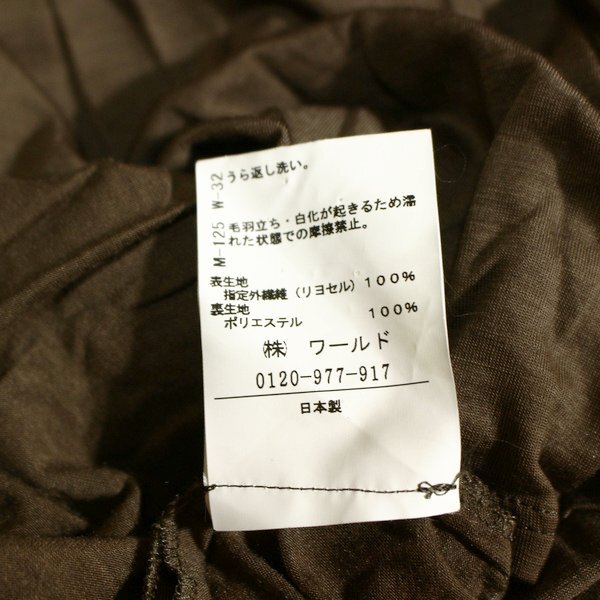 M-125 W-32
うら返し洗い。
毛羽立ち・白化が起きるため濡
れた状態での摩擦禁止。
表生地
指定外繊維（リヨセル）100%
裏生地
ポリエステル 100%
㈱ ワールド
0120-977-917
日本製